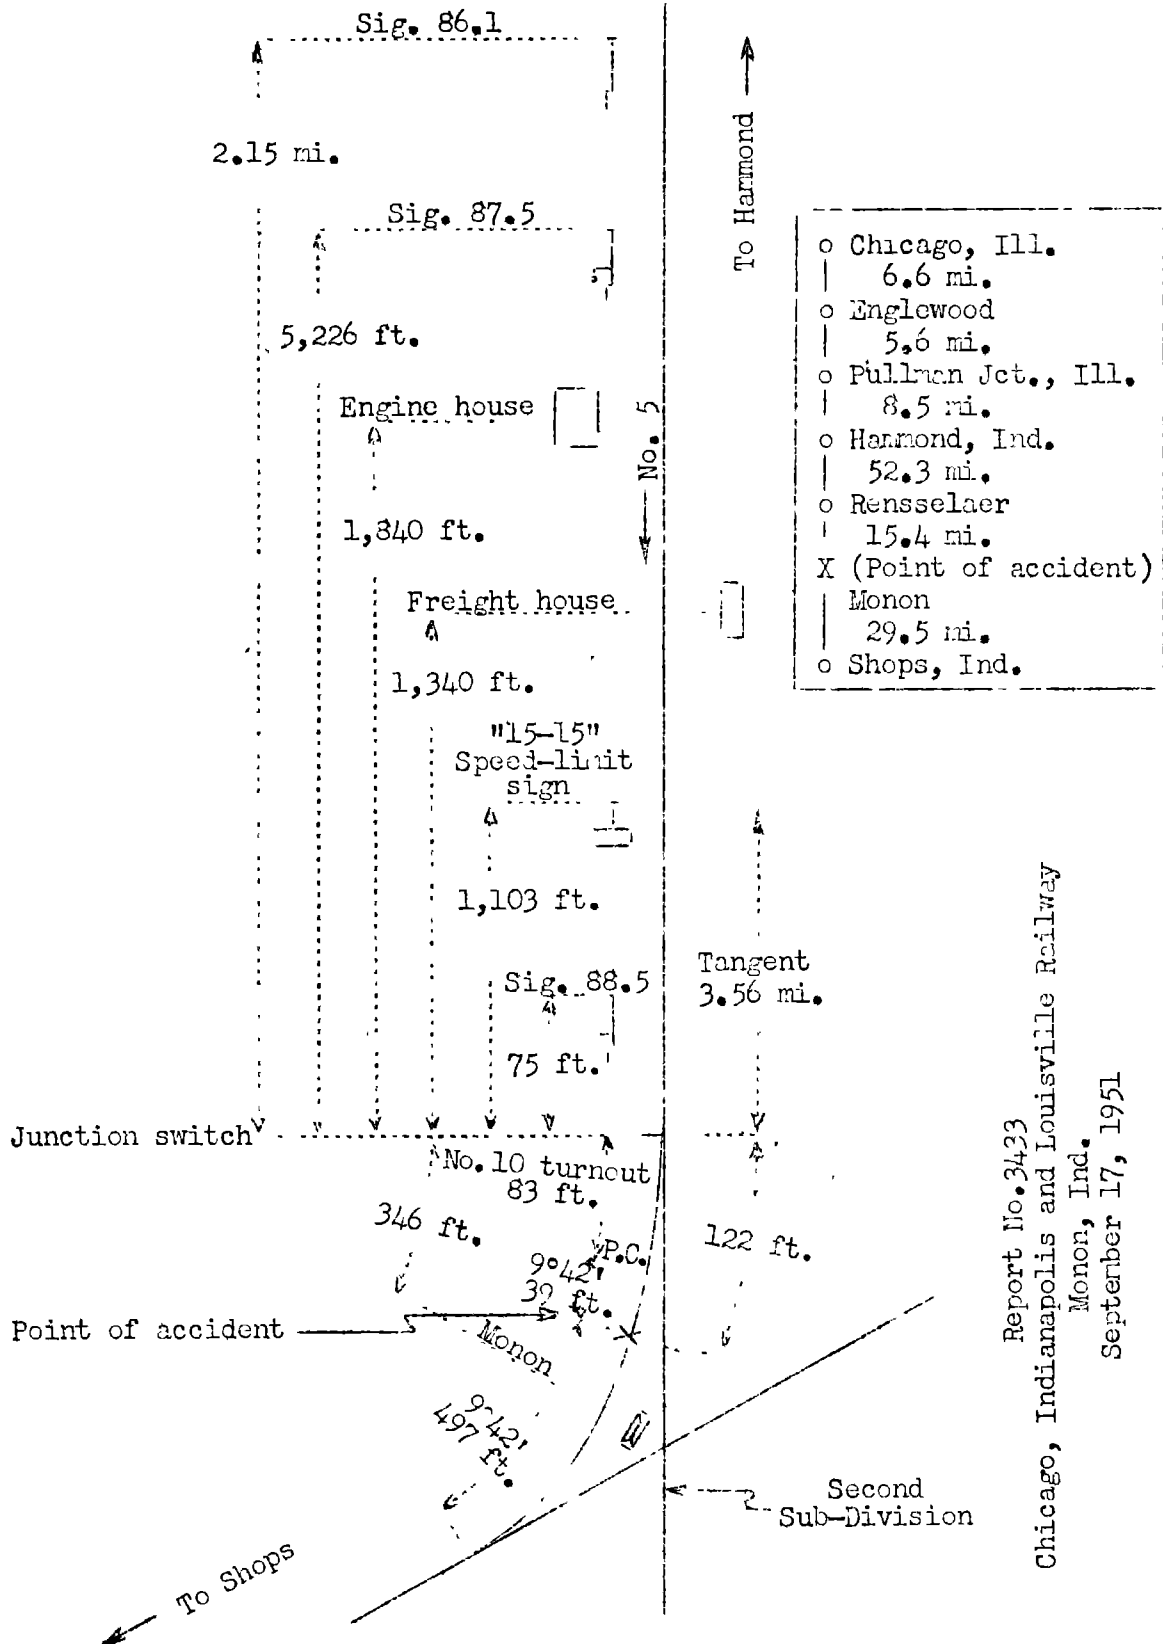 Sig. 86.1
2.15 mi.
Sig. 87.5
5,226 ft.
Engine house
1,840 ft.
Freight house
1,340 ft.
"15-15"
Speed-limit
sign
1,103 ft.
Sig. 88.5
75 ft.
Junction switch
No. 10 turnout
83 ft.
346 ft.
P.C.
9°42'
39 ft.
Point of accident
Monon
9°42'
497 ft.
To Shops
No. 5
To Hammond
Tangent
3.56 mi.
122 ft.
Second
Sub-Division
Chicago, Ill.
6.6 mi.
Englewood
5.6 mi.
Pullman Jct., Ill.
8.5 mi.
Hammond, Ind.
52.3 mi.
Rensselaer
15.4 mi.
X (Point of accident)
Monon
29.5 mi.
Shops, Ind.
Report No. 3433
Chicago, Indianapolis and Louisville Railway
Monon, Ind.
September 17, 1951